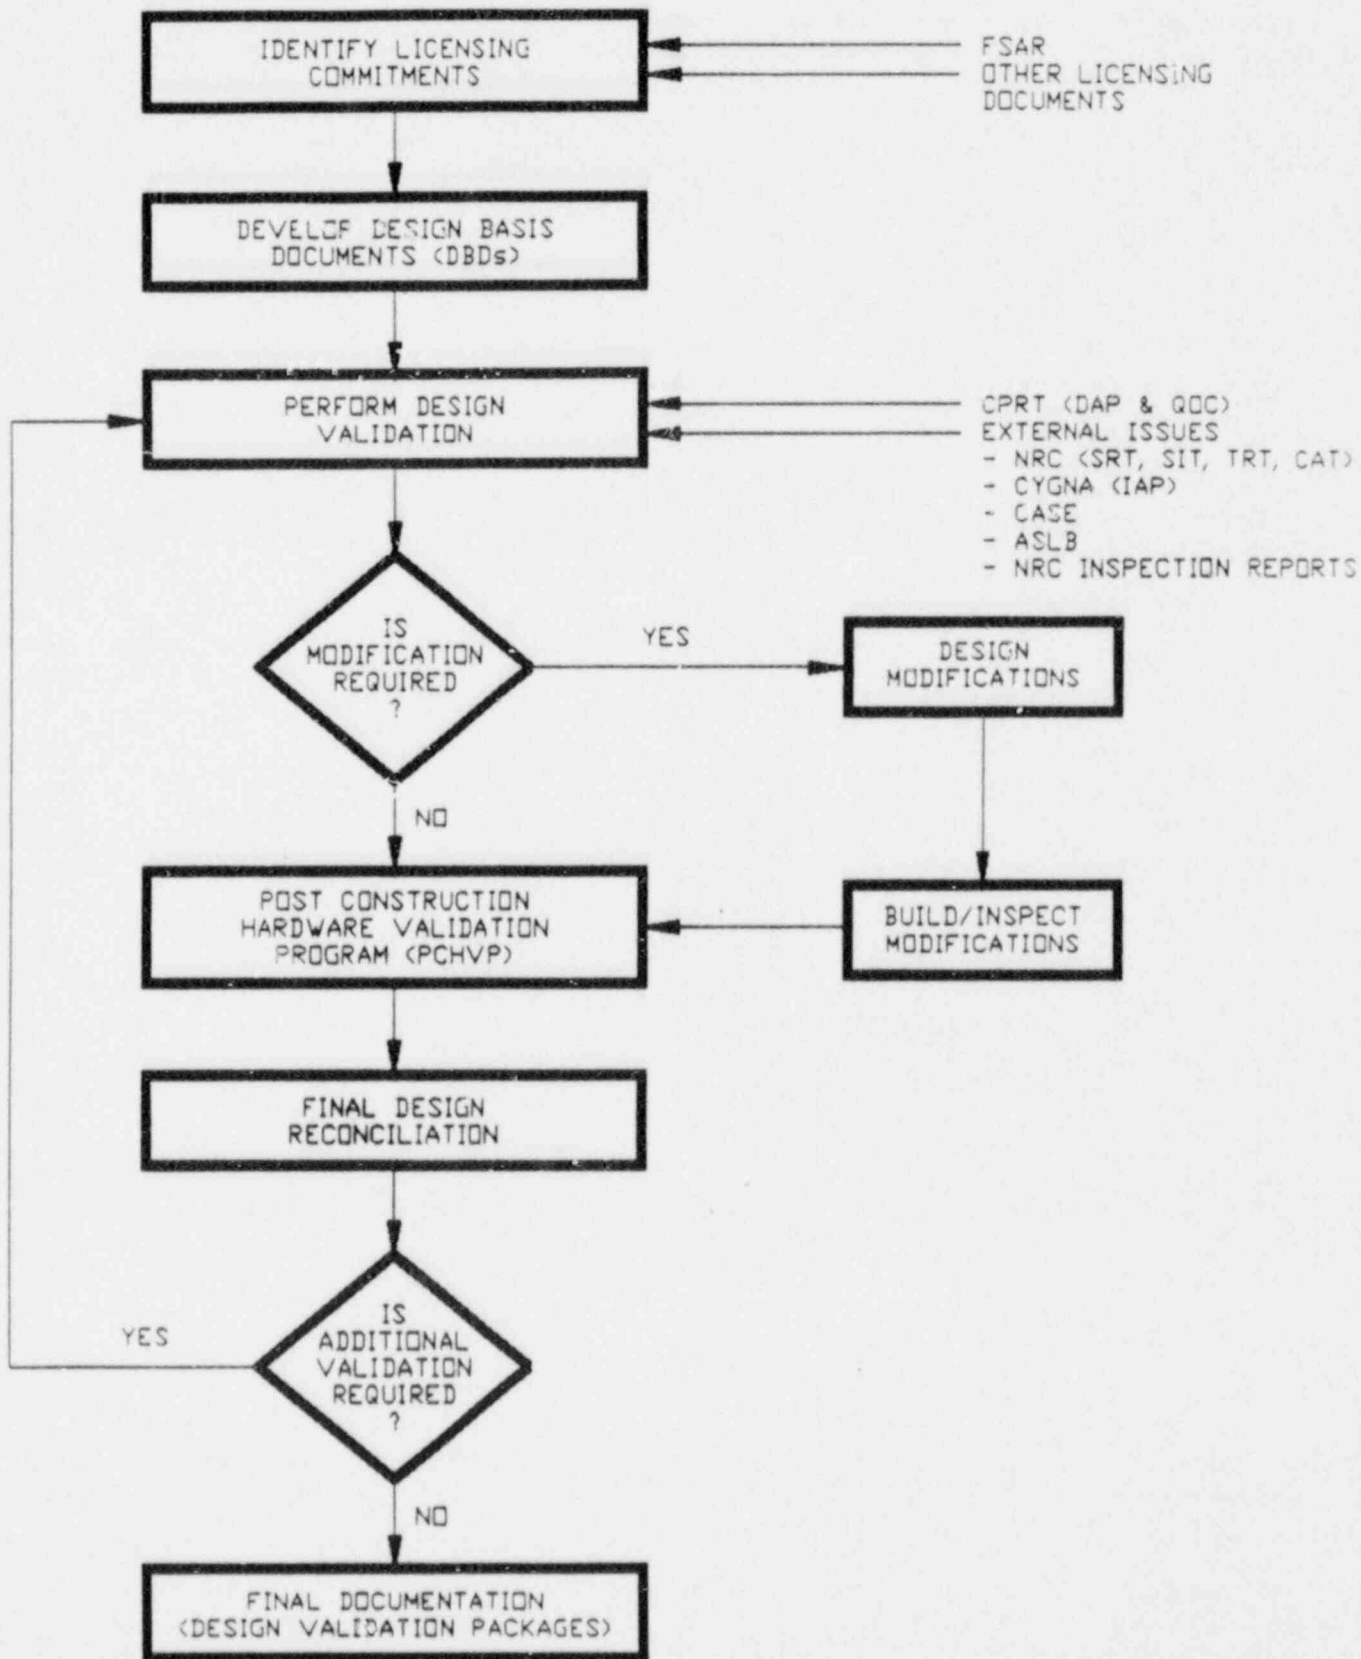 IDENTIFY LICENSING
COMMITMENTS
FSAR
OTHER LICENSING
DOCUMENTS
DEVELOP DESIGN BASIS
DOCUMENTS (DBDs)
PERFORM DESIGN
VALIDATION
CPRT (DAP & QOC)
EXTERNAL ISSUES
- NRC (SRT, SIT, TRT, CAT)
- CYGNA (IAP)
- CASE
- ASLB
- NRC INSPECTION REPORTS
IS
MODIFICATION
REQUIRED
?
YES
DESIGN
MODIFICATIONS
NO
POST CONSTRUCTION
HARDWARE VALIDATION
PROGRAM (PCHVP)
BUILD/INSPECT
MODIFICATIONS
FINAL DESIGN
RECONCILIATION
IS
ADDITIONAL
VALIDATION
REQUIRED
?
YES
NO
FINAL DOCUMENTATION
(DESIGN VALIDATION PACKAGES)